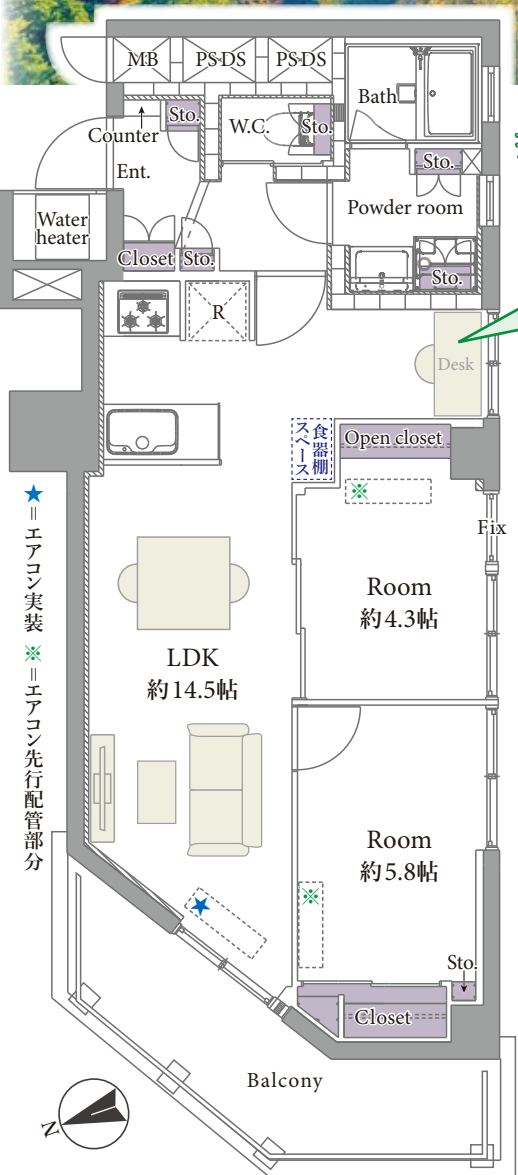 MB
PS·DS
PS·DS
Bath
Sto.
Counter
W.C.
Sto.
Ent.
Sto.
Powder room
Water
heater
Closet
Sto.
Sto.
R
Desk
食器棚
スペース
Open closet
★=エアコン実装 ※=エアコン先行配管部分
Fix
Room
約4.3帖
LDK
約14.5帖
Room
約5.8帖
Sto.
Closet
Balcony
N